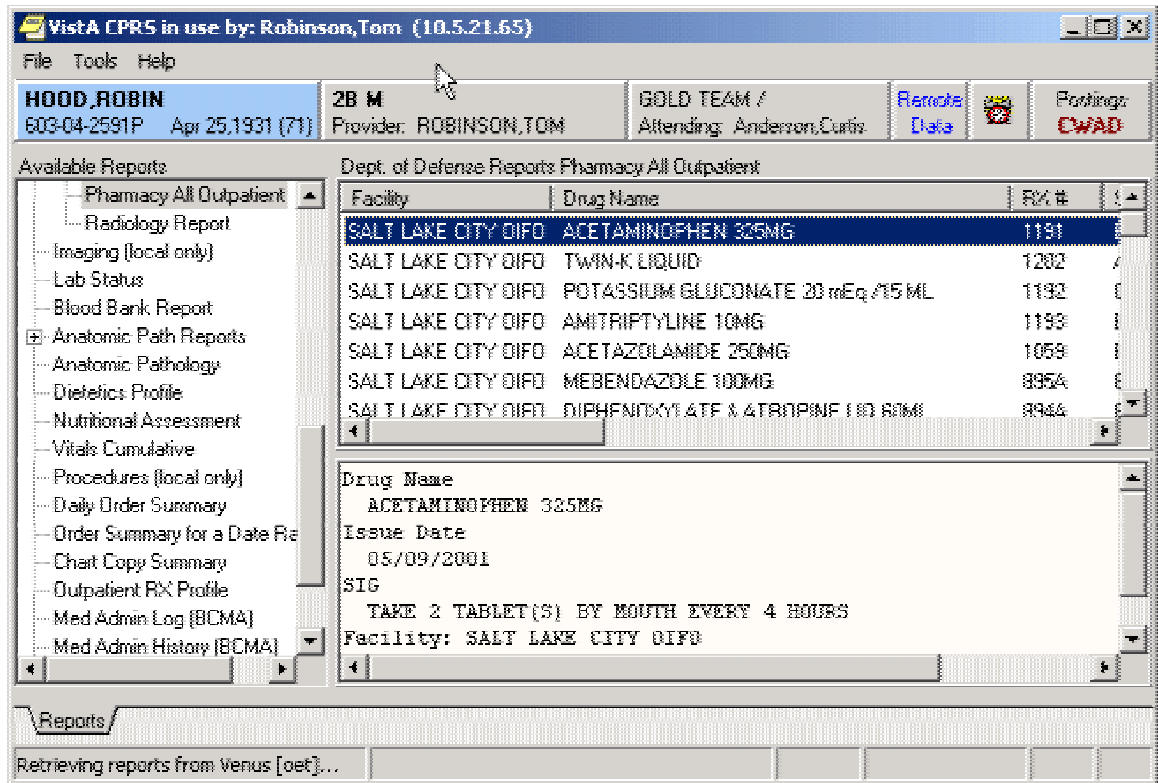 VistA CPRS in use by: Robinson,Tom (10.5.21.65)
File Tools Help
HOOD,ROBIN
603-04-2591P Apr 25,1931 (71)
2B M
Provider: ROBINSON,TOM
GOLD TEAM /
Attending: Anderson,Curtis
Remote
Data
Postings
CWAD
Available Reports
Pharmacy All Outpatient
Radiology Report
Imaging (local only)
Lab Status
Blood Bank Report
Anatomic Path Reports
Anatomic Pathology
Dietetics Profile
Nutritional Assessment
Vitals Cumulative
Procedures (local only)
Daily Order Summary
Order Summary for a Date Ra
Chart Copy Summary
Outpatient RX Profile
Med Admin Log (BCMA)
Med Admin History (BCMA)
Dept. of Defense Reports Pharmacy All Outpatient
Facility Drug Name RX #
SALT LAKE CITY OIFO ACETAMINOPHEN 325MG 1191
SALT LAKE CITY OIFO TWIN-K LIQUID 1202
SALT LAKE CITY OIFO POTASSIUM GLUCONATE 20 mEq /15 ML 1192
SALT LAKE CITY OIFO AMITRIPTYLINE 10MG 1193
SALT LAKE CITY OIFO ACETAZOLAMIDE 250MG 1059
SALT LAKE CITY OIFO MEBENDAZOLE 100MG 895A
SALT LAKE CITY OIFO DIPHENOXYLATE & ATROPINE LIQ 60ML 894A
Drug Name
ACETAMINOPHEN 325MG
Issue Date
05/09/2001
SIG
TAKE 2 TABLET(S) BY MOUTH EVERY 4 HOURS
Facility: SALT LAKE CITY OIFO
Reports
Retrieving reports from Venus [oet]...